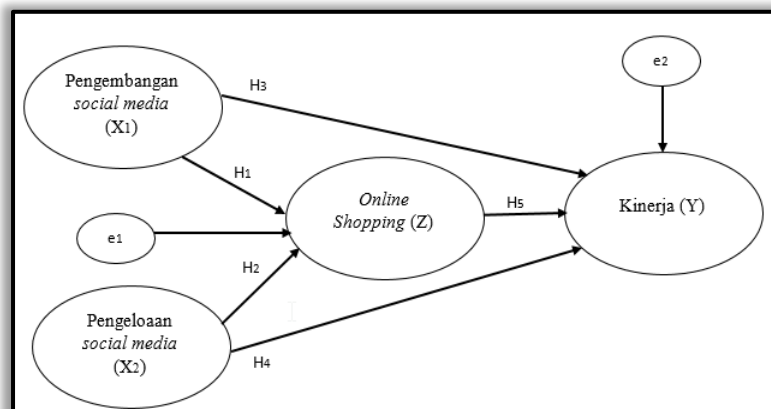 e2
Pengembangan
social media
(X1)
H3
H1
Online
Shopping (Z)
H5
Kinerja (Y)
e1
H2
Pengeloaan
social media
(X2)
H4